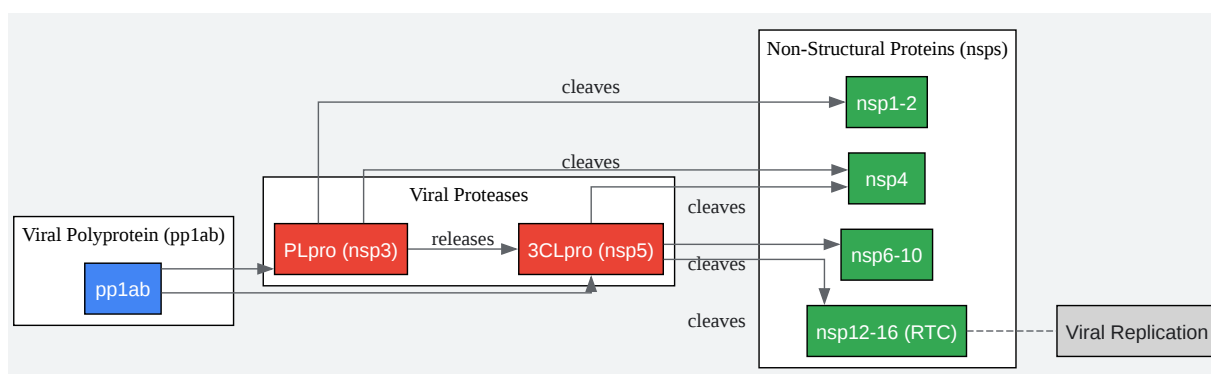 Non-Structural Proteins (nsps)
cleaves
nsp1-2
cleaves
nsp4
Viral Proteases
cleaves
Viral Polyprotein (pp1ab)
PLpro (nsp3)
releases
3CLpro (nsp5)
nsp6-10
cleaves
pp1ab
cleaves
nsp12-16 (RTC)
Viral Replication